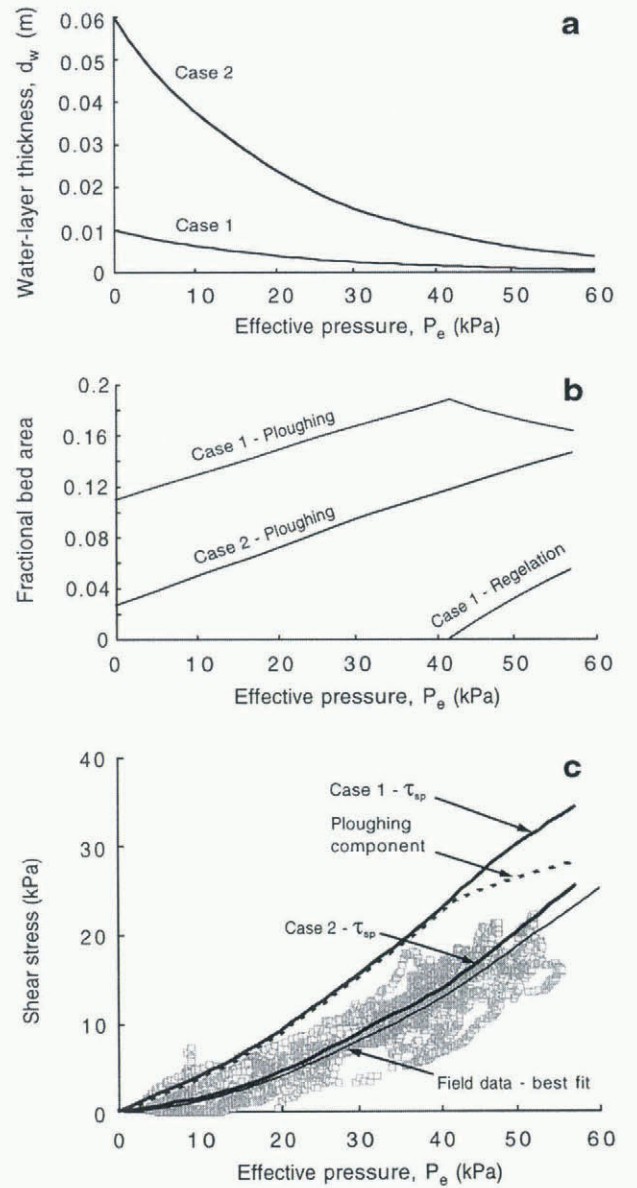 a
Water-layer thickness, d_w (m)
0.06
0.05
0.04
0.03
0.02
0.01
0
Case 2
Case 1
0 10 20 30 40 50 60
Effective pressure, P_e (kPa)
b
Fractional bed area
0.2
0.16
0.12
0.08
0.04
0
Case 1 - Ploughing
Case 2 - Ploughing
Case 1 - Regelation
0 10 20 30 40 50 60
Effective pressure, P_e (kPa)
c
Shear stress (kPa)
40
30
20
10
0
Case 1 - τ_sp
Ploughing
component
Case 2 - τ_sp
Field data - best fit
0 10 20 30 40 50 60
Effective pressure, P_e (kPa)